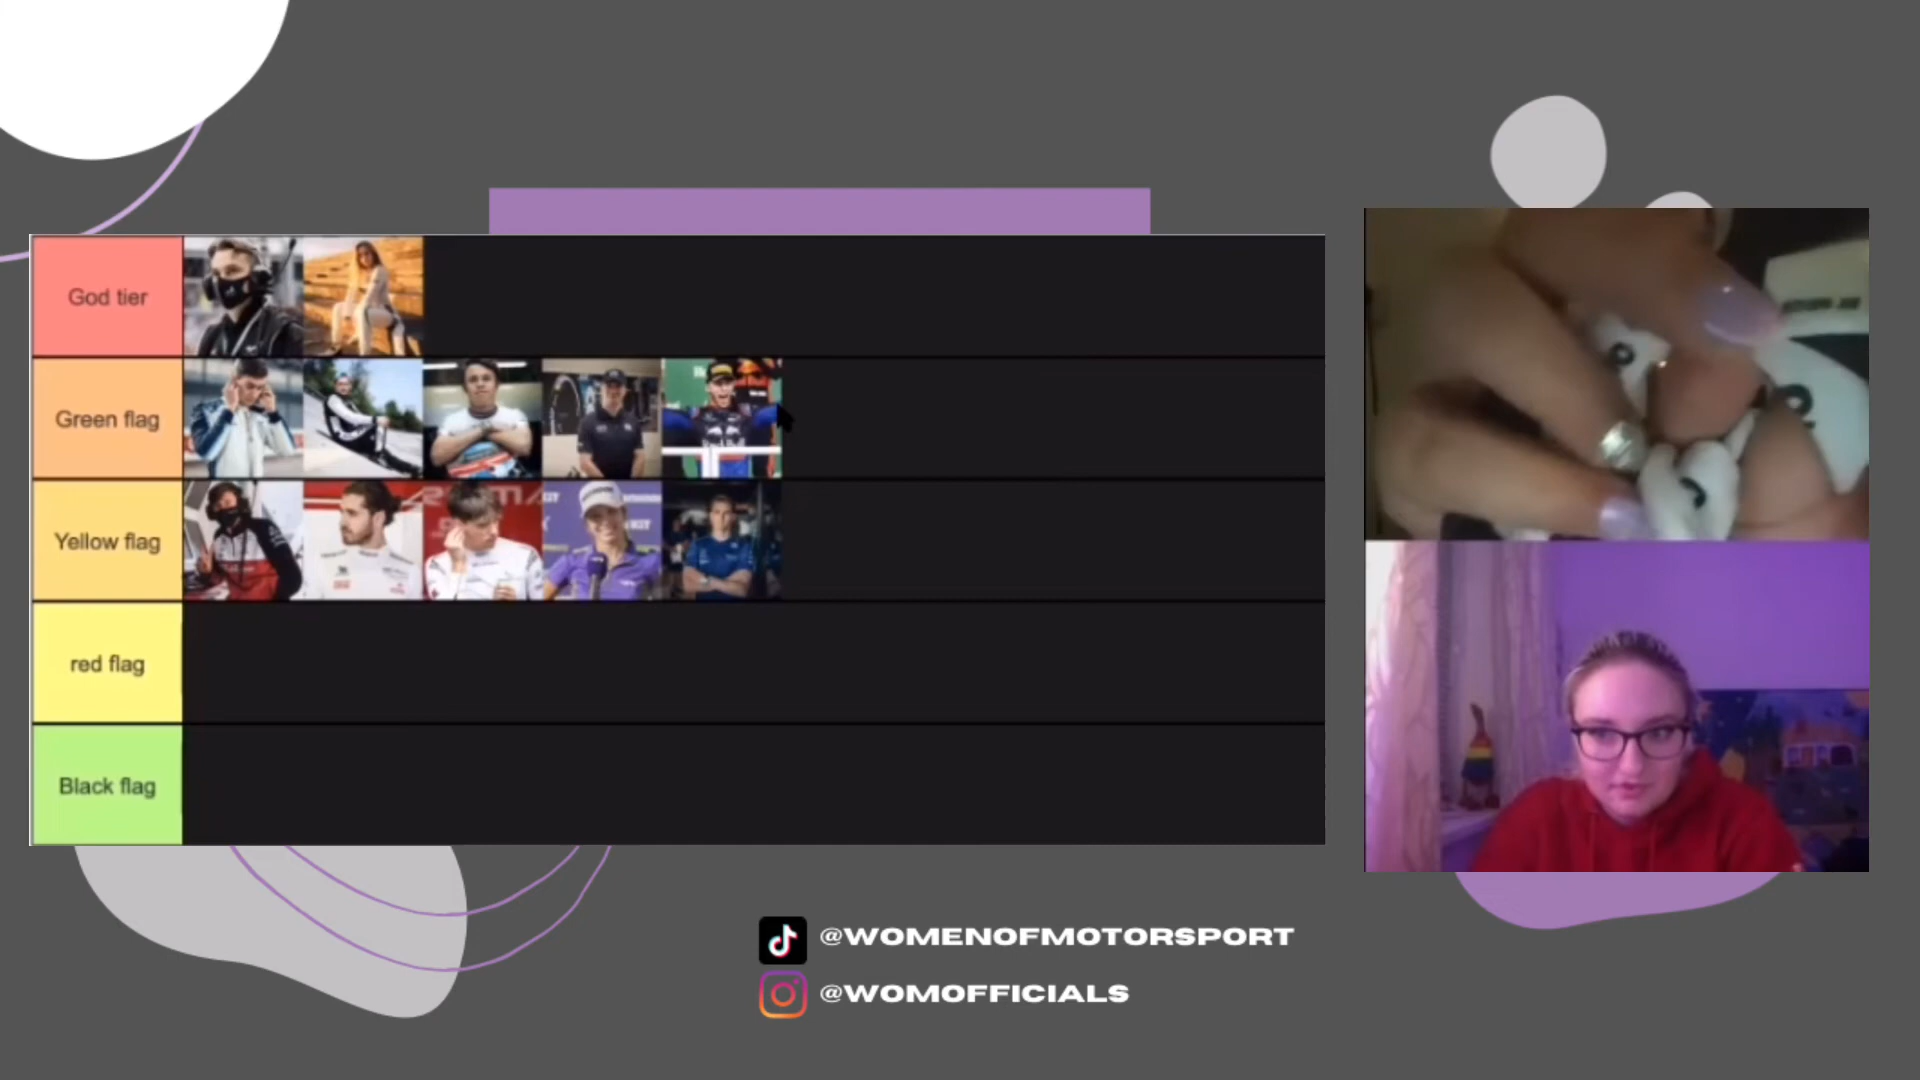 God tier
Green flag
Yellow flag
red flag
Black flag
@WOMENOFMOTORSPORT
@WOMOFFICIALS